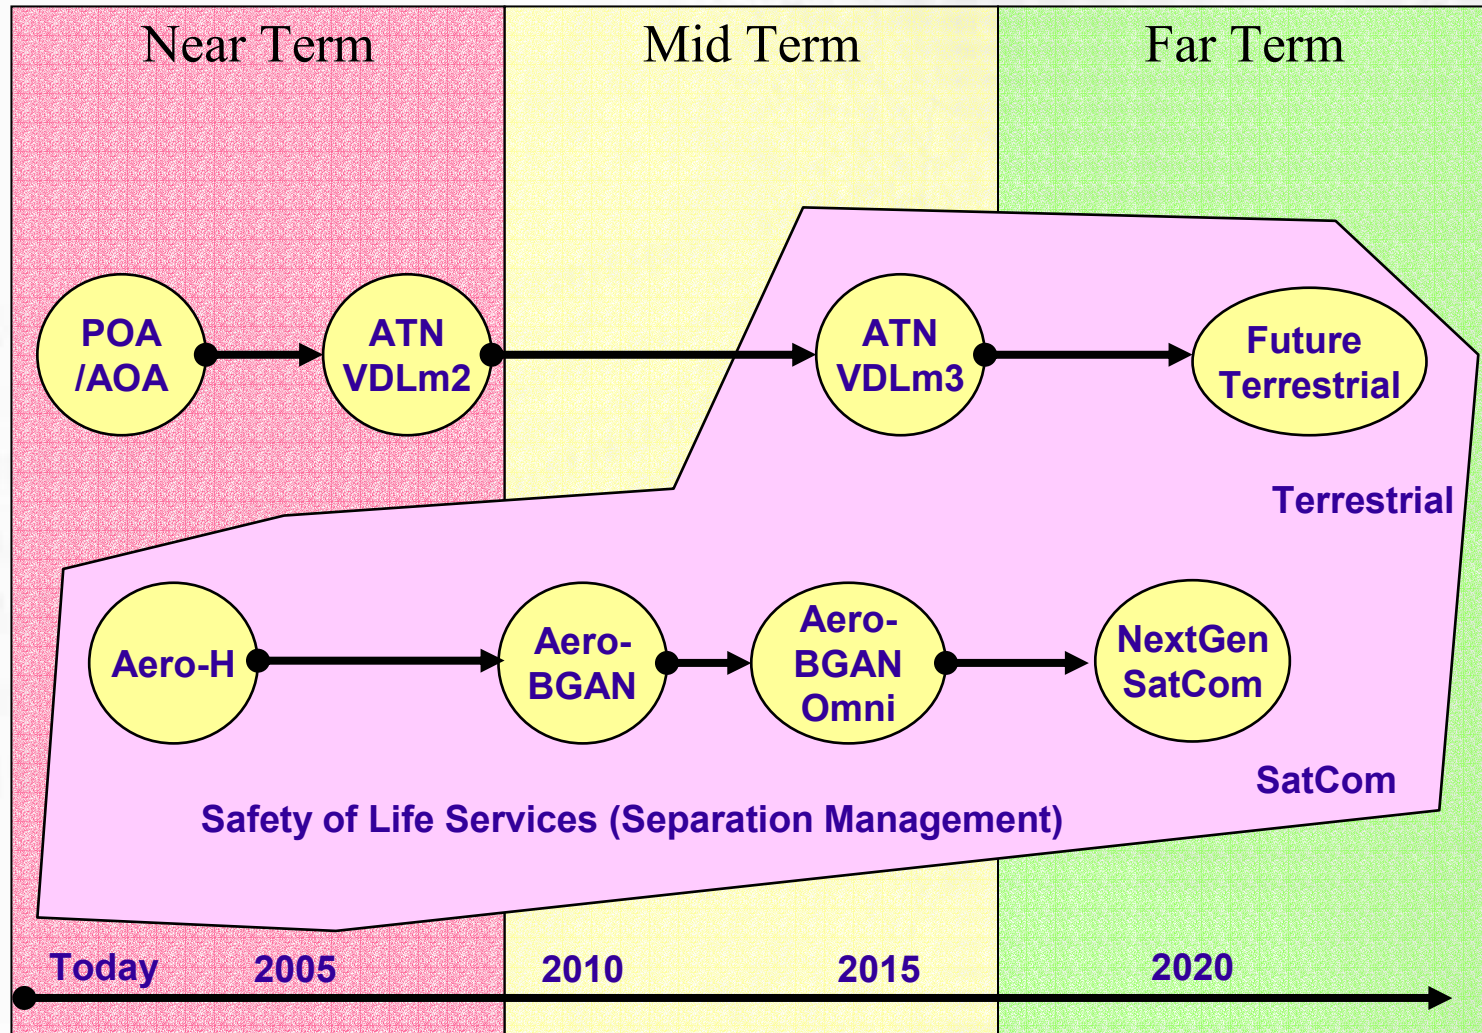 Near Term
Mid Term
Far Term
POA
/AOA
ATN
VDLm2
ATN
VDLm3
Future
Terrestrial
Terrestrial
Aero-H
Aero-
BGAN
Aero-
BGAN
Omni
NextGen
SatCom
SatCom
Safety of Life Services (Separation Management)
Today
2005
2010
2015
2020